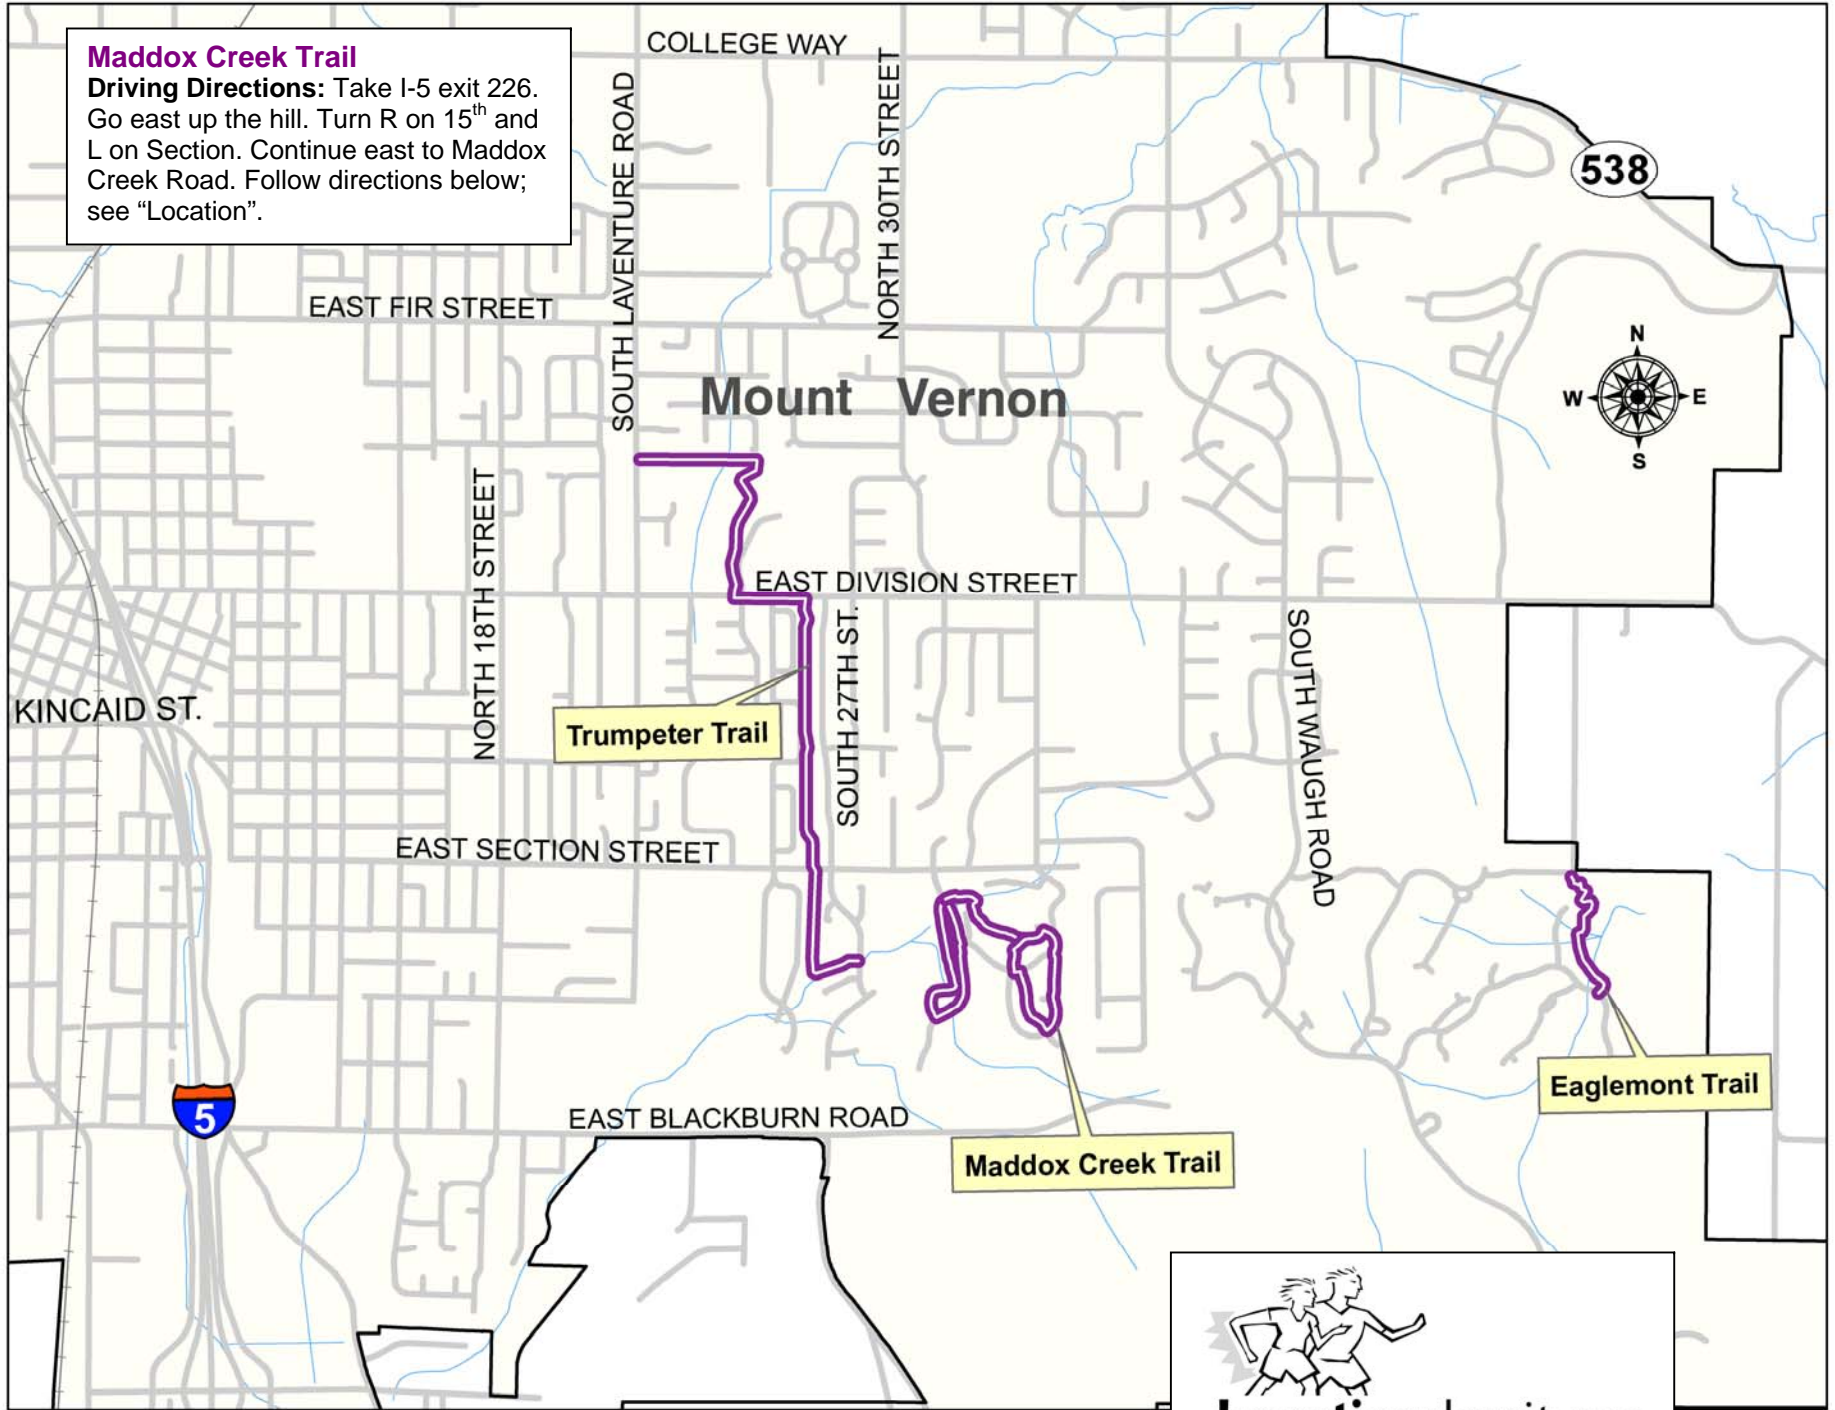 Maddox Creek Trail
Driving Directions: Take I-5 exit 226.
Go east up the hill. Turn R on 15th and
L on Section. Continue east to Maddox
Creek Road. Follow directions below;
see “Location”.
COLLEGE WAY
SOUTH LAVENTURE ROAD
NORTH 30TH STREET
538
EAST FIR STREET
Mount Vernon
N
W E
S
NORTH 18TH STREET
EAST DIVISION STREET
KINCAID ST.
Trumpeter Trail
SOUTH 27TH ST.
SOUTH WAUGH ROAD
EAST SECTION STREET
Eaglemont Trail
5
EAST BLACKBURN ROAD
Maddox Creek Trail